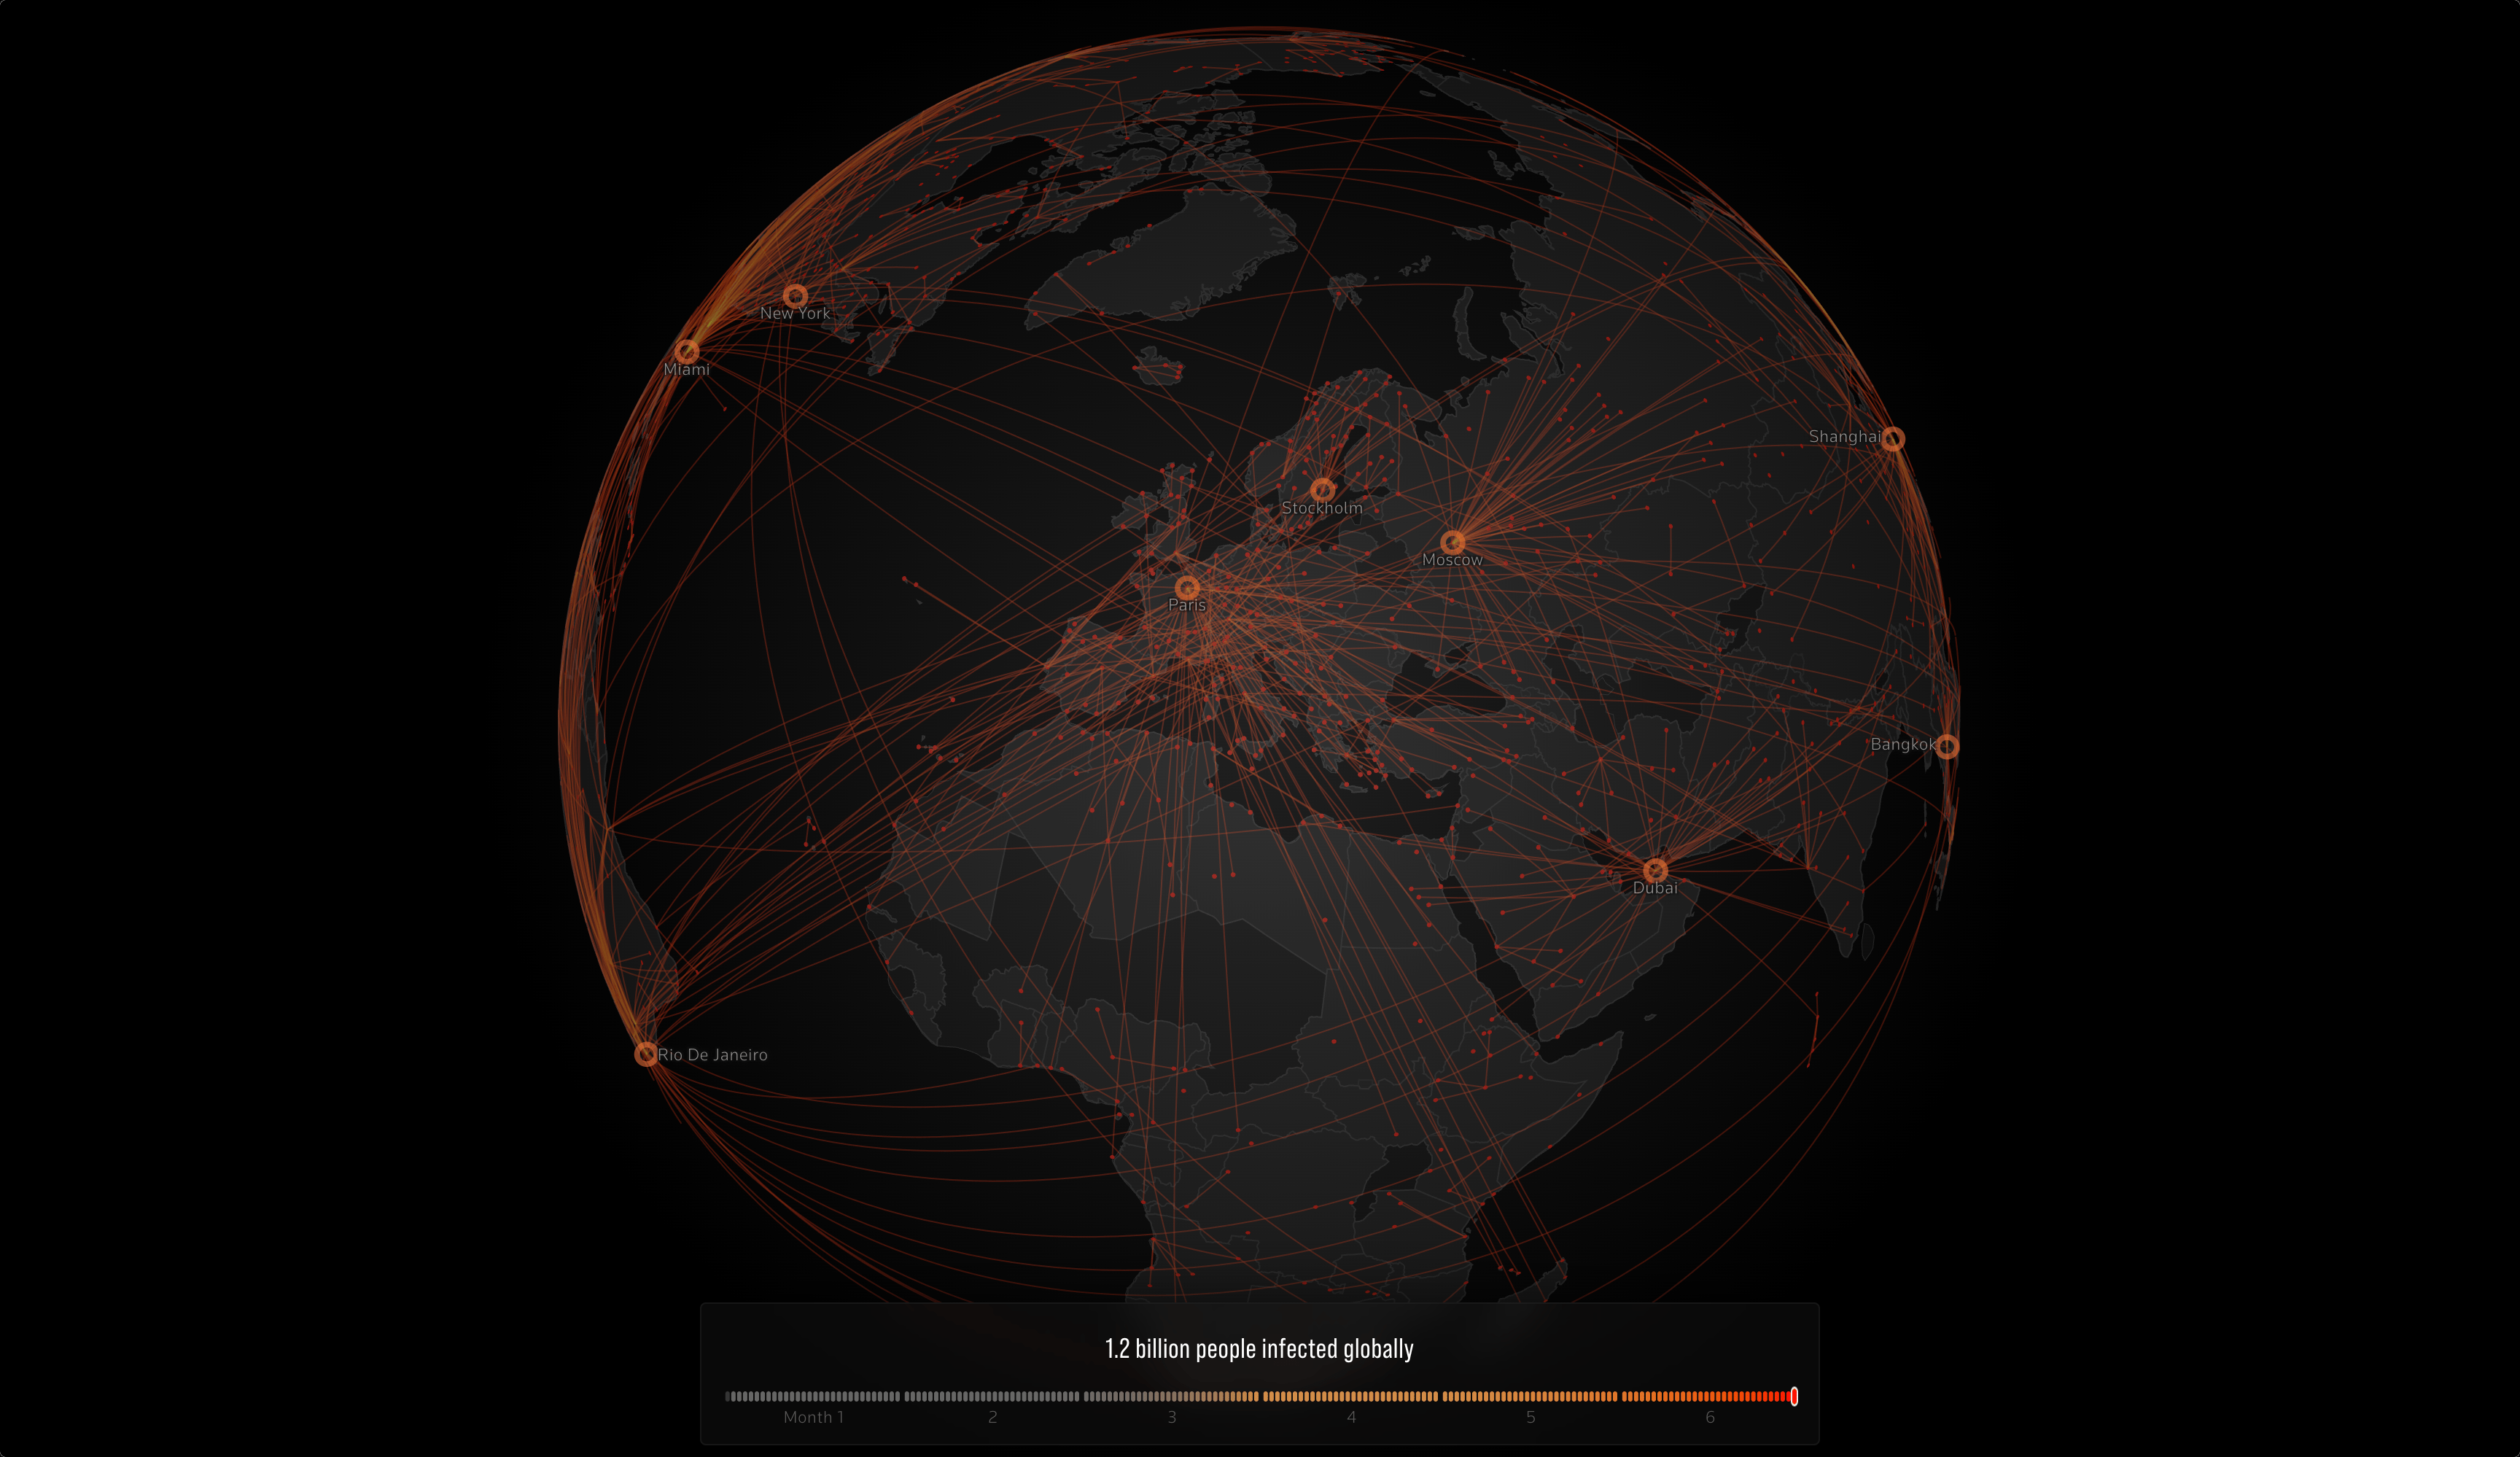 New York
Miami
Shanghai
Stockholm
Moscow
Paris
Bangkok
Dubai
Rio De Janeiro
1.2 billion people infected globally
Month 1 2 3 4 5 6